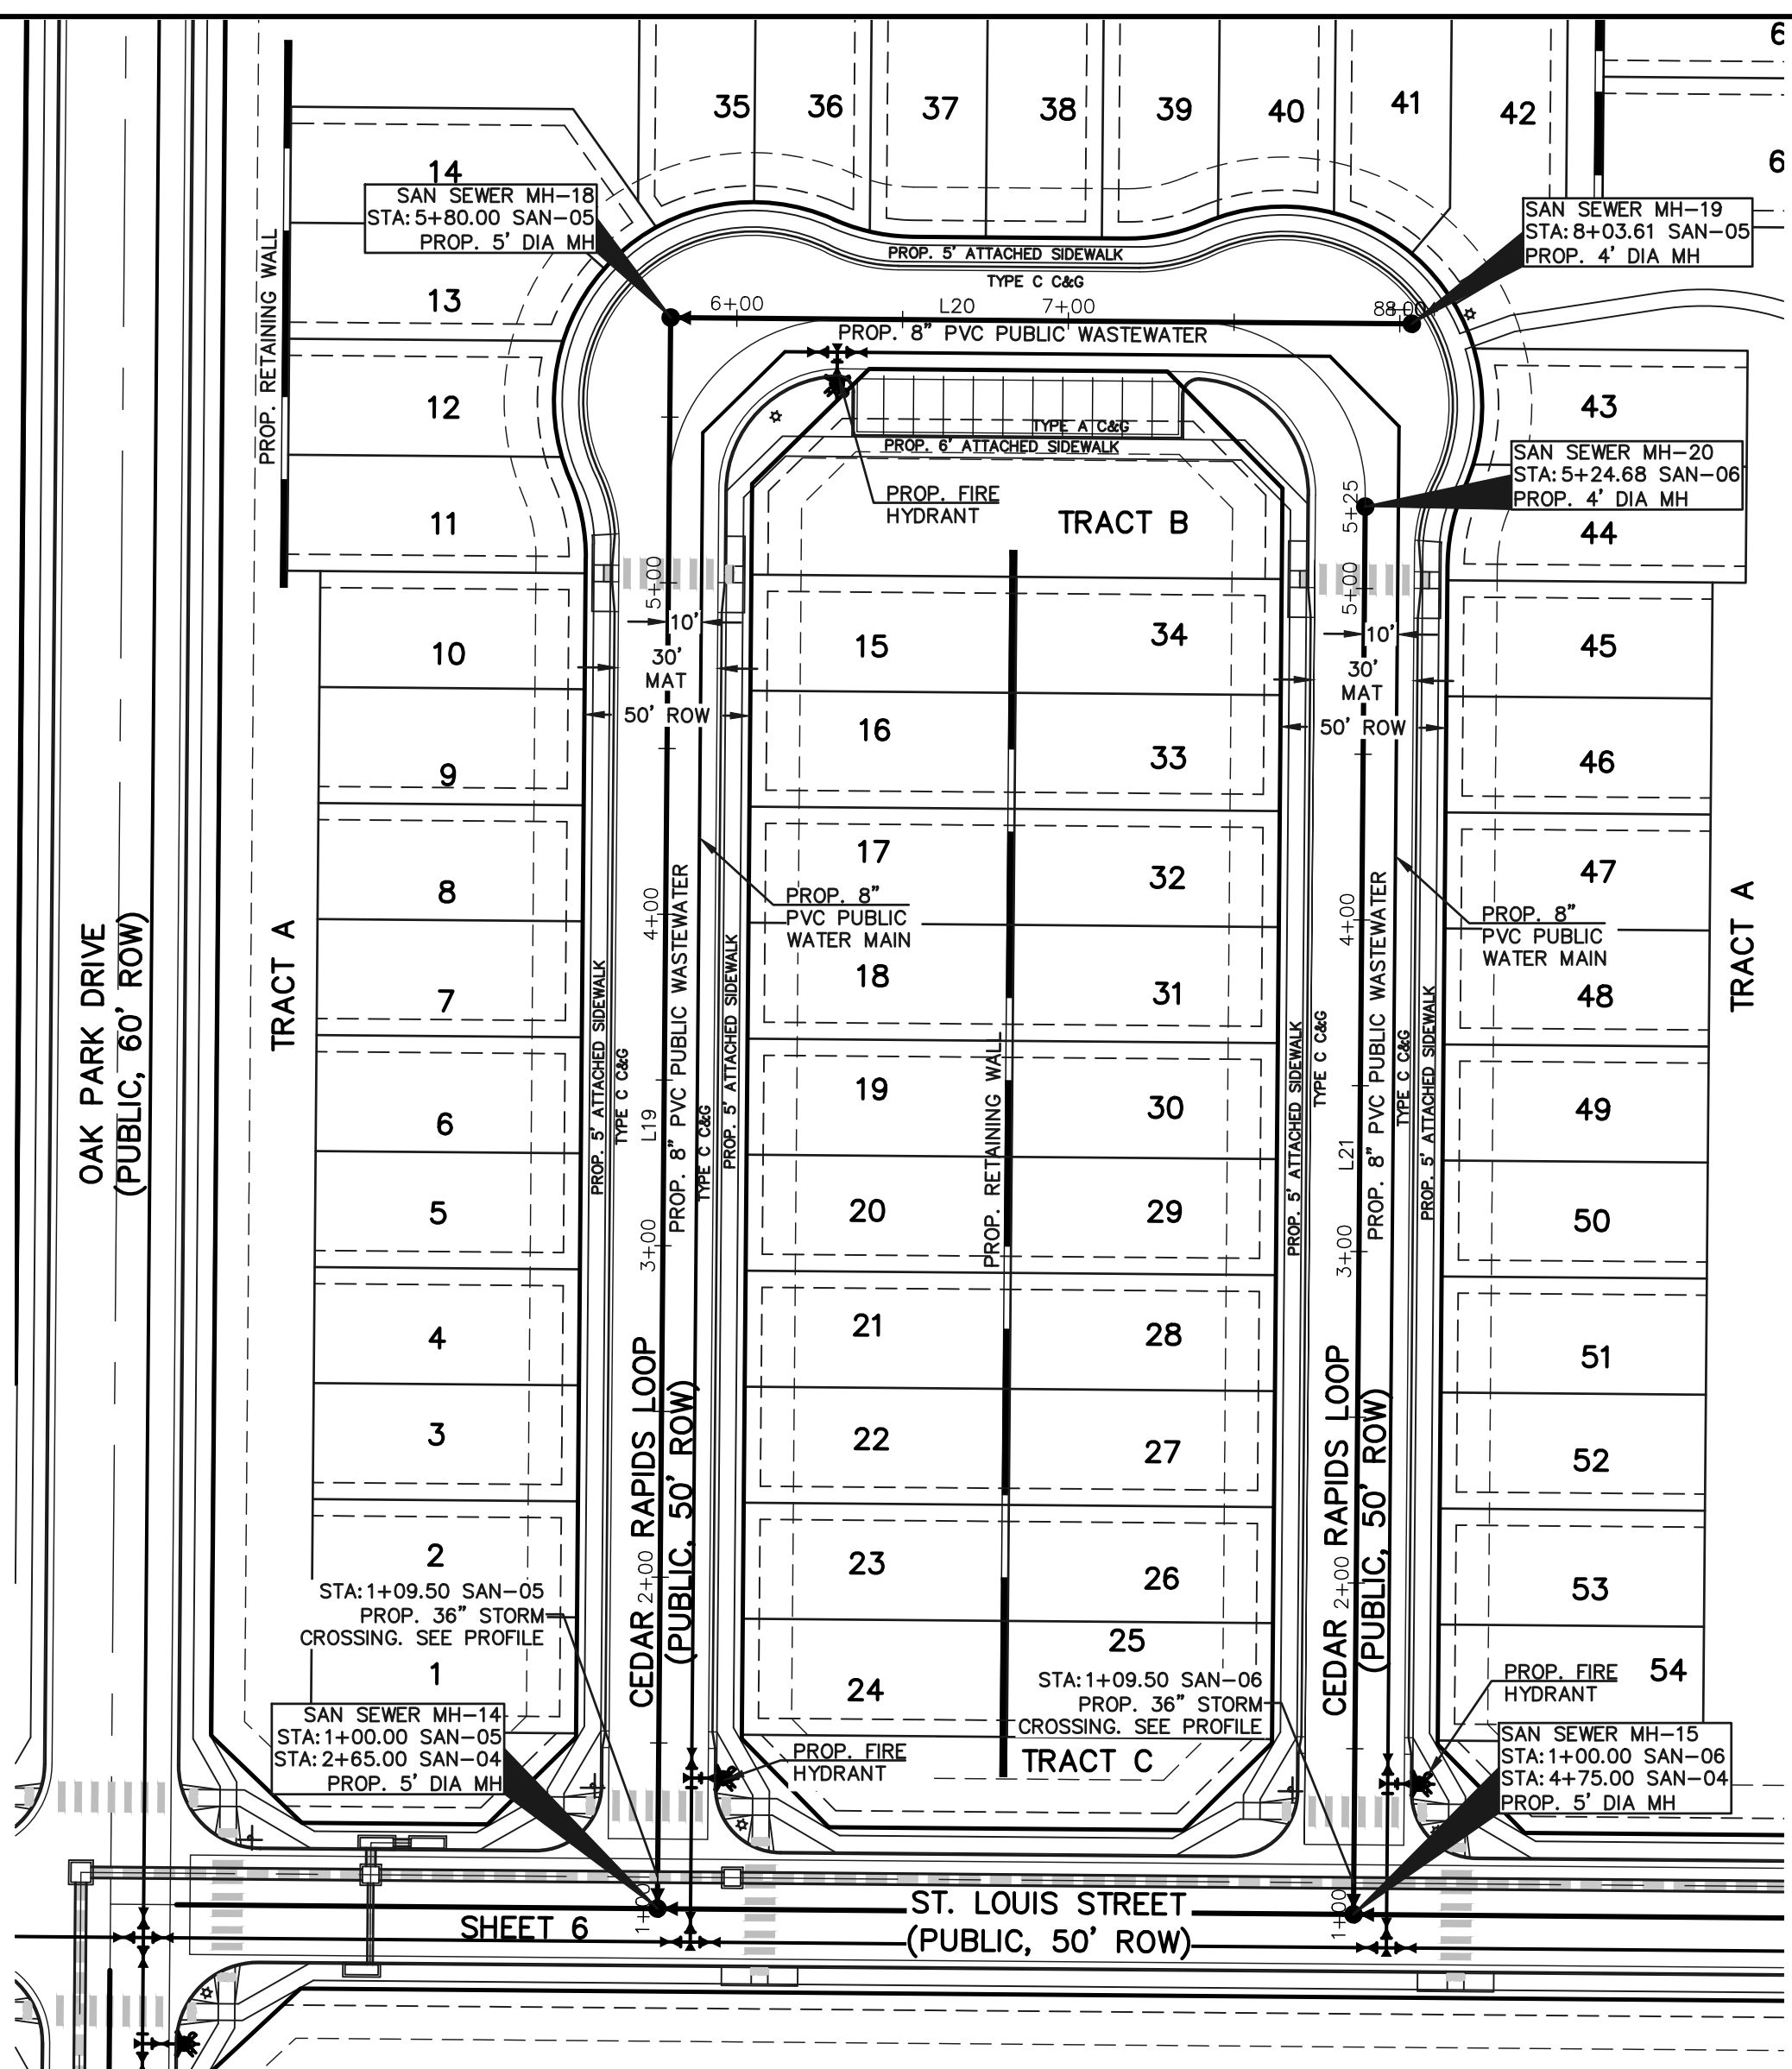 35
36
37
38
39
40
41
42
14
SAN SEWER MH-18
STA: 5+80.00 SAN-05
PROP. 5' DIA MH
SAN SEWER MH-19
STA: 8+03.61 SAN-05
PROP. 4' DIA MH
PROP. 5' ATTACHED SIDEWALK
TYPE C C&G
6+00
L20
7+00
PROP. 8" PVC PUBLIC WASTEWATER
PROP. RETAINING WALL
13
12
11
43
TYPE A C&G
PROP. 6' ATTACHED SIDEWALK
PROP. FIRE
HYDRANT
TRACT B
SAN SEWER MH-20
STA: 5+24.68 SAN-06
PROP. 4' DIA MH
5+25
44
5+00
5+00
10'
10'
30'
MAT
30'
MAT
50' ROW
50' ROW
10
9
8
7
6
5
4
3
2
1
15
16
17
18
19
20
21
22
23
24
34
33
32
31
30
29
28
27
26
25
45
46
47
48
49
50
51
52
53
54
PROP. 8"
PVC PUBLIC
WATER MAIN
PROP. 8"
PVC PUBLIC
WATER MAIN
OAK PARK DRIVE
(PUBLIC, 60' ROW)
TRACT A
TRACT A
4+00
4+00
PROP. 5' ATTACHED SIDEWALK
TYPE C C&G
L19
PROP. 8" PVC PUBLIC WASTEWATER
TYPE C C&G
PROP. 5' ATTACHED SIDEWALK
PROP. RETAINING WALL
PROP. 5' ATTACHED SIDEWALK
TYPE C C&G
L21
PROP. 8" PVC PUBLIC WASTEWATER
TYPE C C&G
PROP. 5' ATTACHED SIDEWALK
3+00
3+00
CEDAR RAPIDS LOOP
(PUBLIC, 50' ROW)
2+00
CEDAR RAPIDS LOOP
(PUBLIC, 50' ROW)
2+00
STA: 1+09.50 SAN-05
PROP. 36" STORM
CROSSING. SEE PROFILE
STA: 1+09.50 SAN-06
PROP. 36" STORM
CROSSING. SEE PROFILE
SAN SEWER MH-14
STA: 1+00.00 SAN-05
STA: 2+65.00 SAN-04
PROP. 5' DIA MH
PROP. FIRE
HYDRANT
TRACT C
PROP. FIRE
HYDRANT
SAN SEWER MH-15
STA: 1+00.00 SAN-06
STA: 4+75.00 SAN-04
PROP. 5' DIA MH
1+00
1+00
SHEET 6
ST. LOUIS STREET
(PUBLIC, 50' ROW)